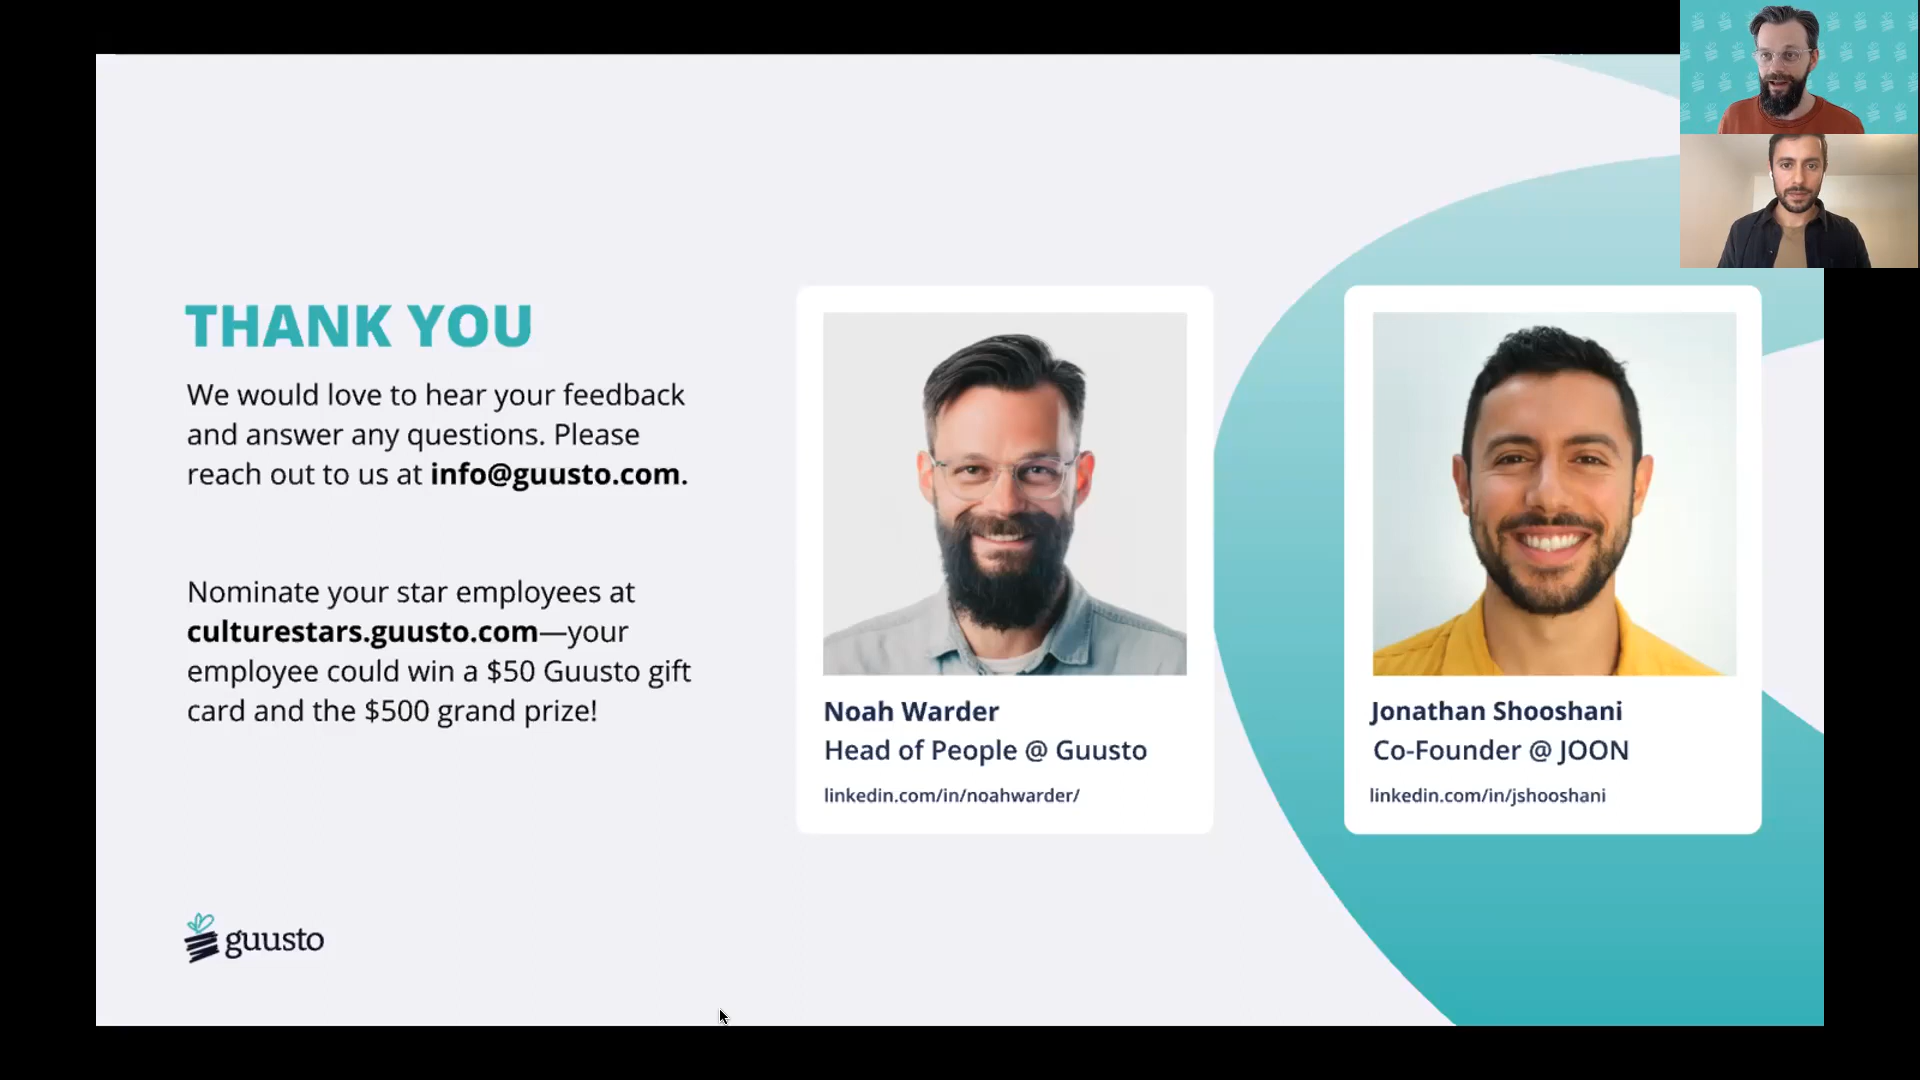 THANK YOU
We would love to hear your feedback
and answer any questions. Please
reach out to us at info@guusto.com.
Nominate your star employees at
culturestars.guusto.com—your
employee could win a $50 Guusto gift
card and the $500 grand prize!
guusto
Noah Warder
Head of People @ Guusto
linkedin.com/in/noahwarder/
Jonathan Shooshani
Co-Founder @ JOON
linkedin.com/in/jshooshani